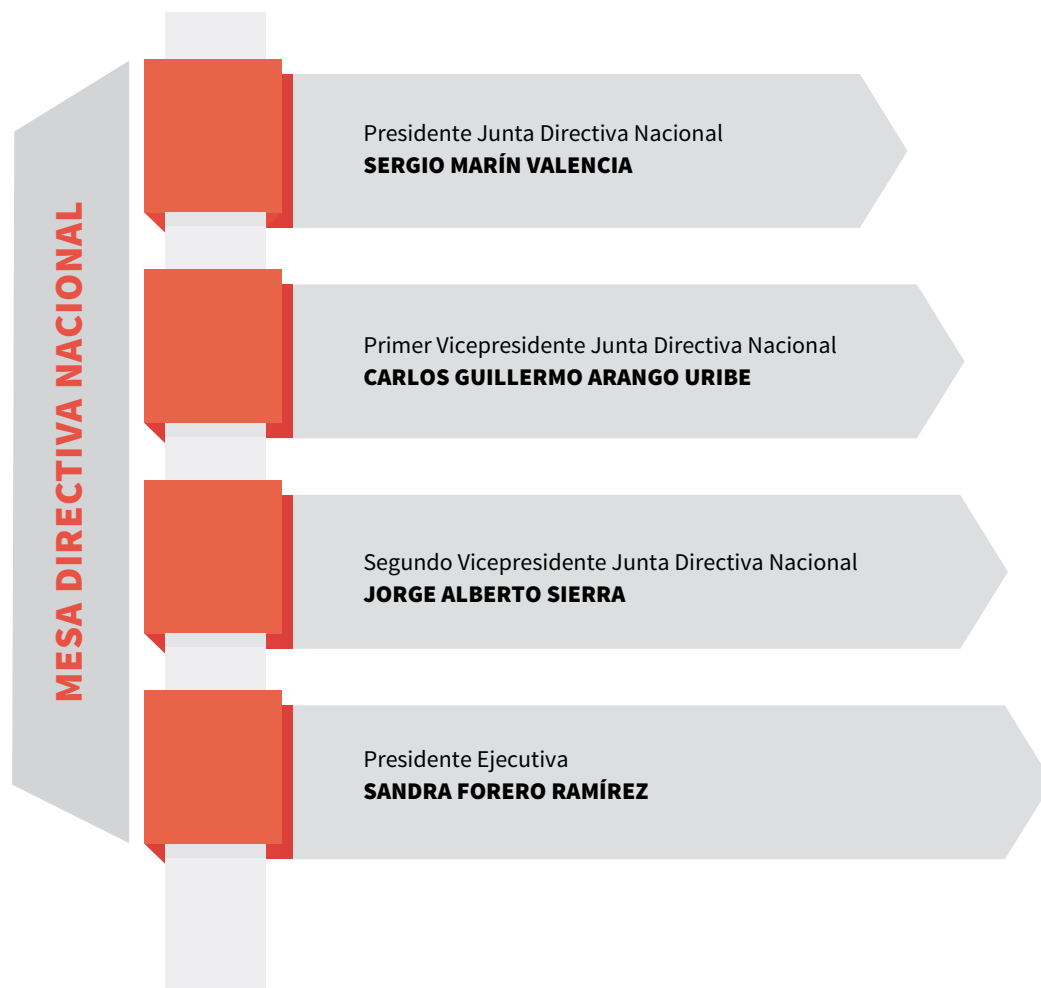 MESA DIRECTIVA NACIONAL
Presidente Junta Directiva Nacional
SERGIO MARÍN VALENCIA
Primer Vicepresidente Junta Directiva Nacional
CARLOS GUILLERMO ARANGO URIBE
Segundo Vicepresidente Junta Directiva Nacional
JORGE ALBERTO SIERRA
Presidente Ejecutiva
SANDRA FORERO RAMÍREZ